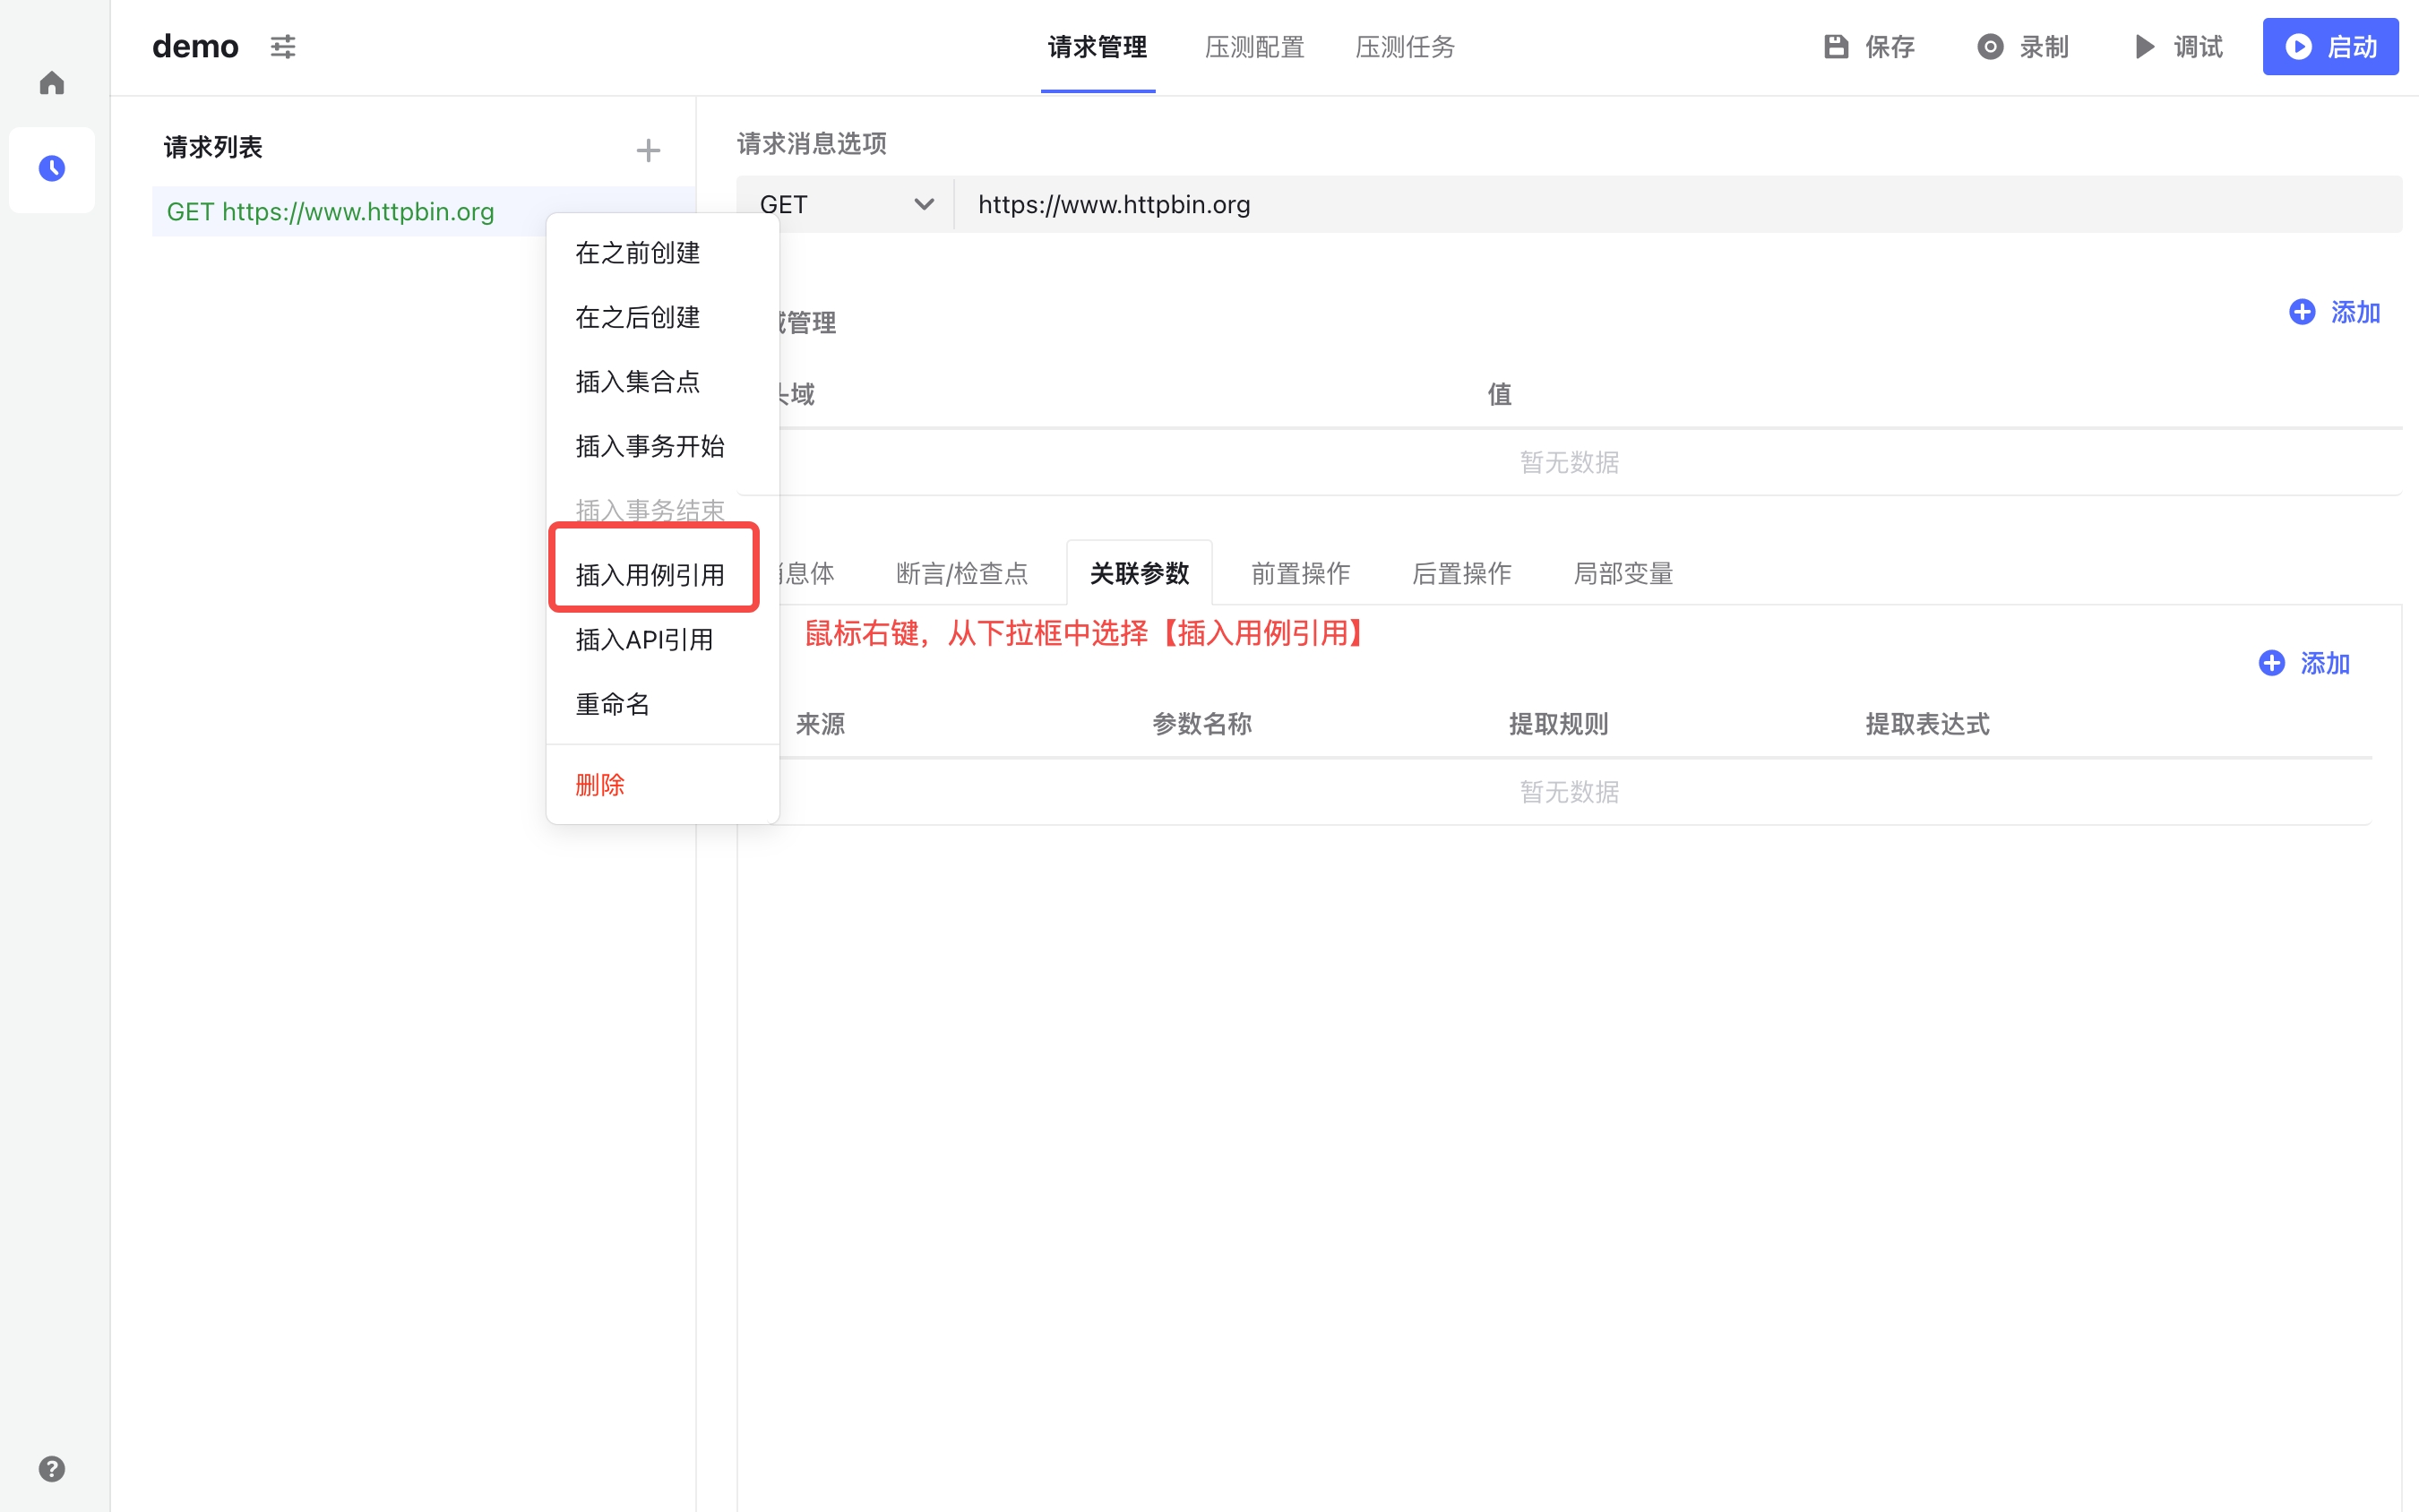 demo
请求管理
压测配置
压测任务
保存
录制
调试
启动
请求列表
GET https://www.httpbin.org
请求消息选项
GET
https://www.httpbin.org
在之前创建
在之后创建
插入集合点
插入事务开始
插入事务结束
插入用例引用
插入API引用
重命名
删除
域管理
添加
头域
值
暂无数据
消息体
断言/检查点
关联参数
前置操作
后置操作
局部变量
鼠标右键，从下拉框中选择【插入用例引用】
添加
来源
参数名称
提取规则
提取表达式
暂无数据